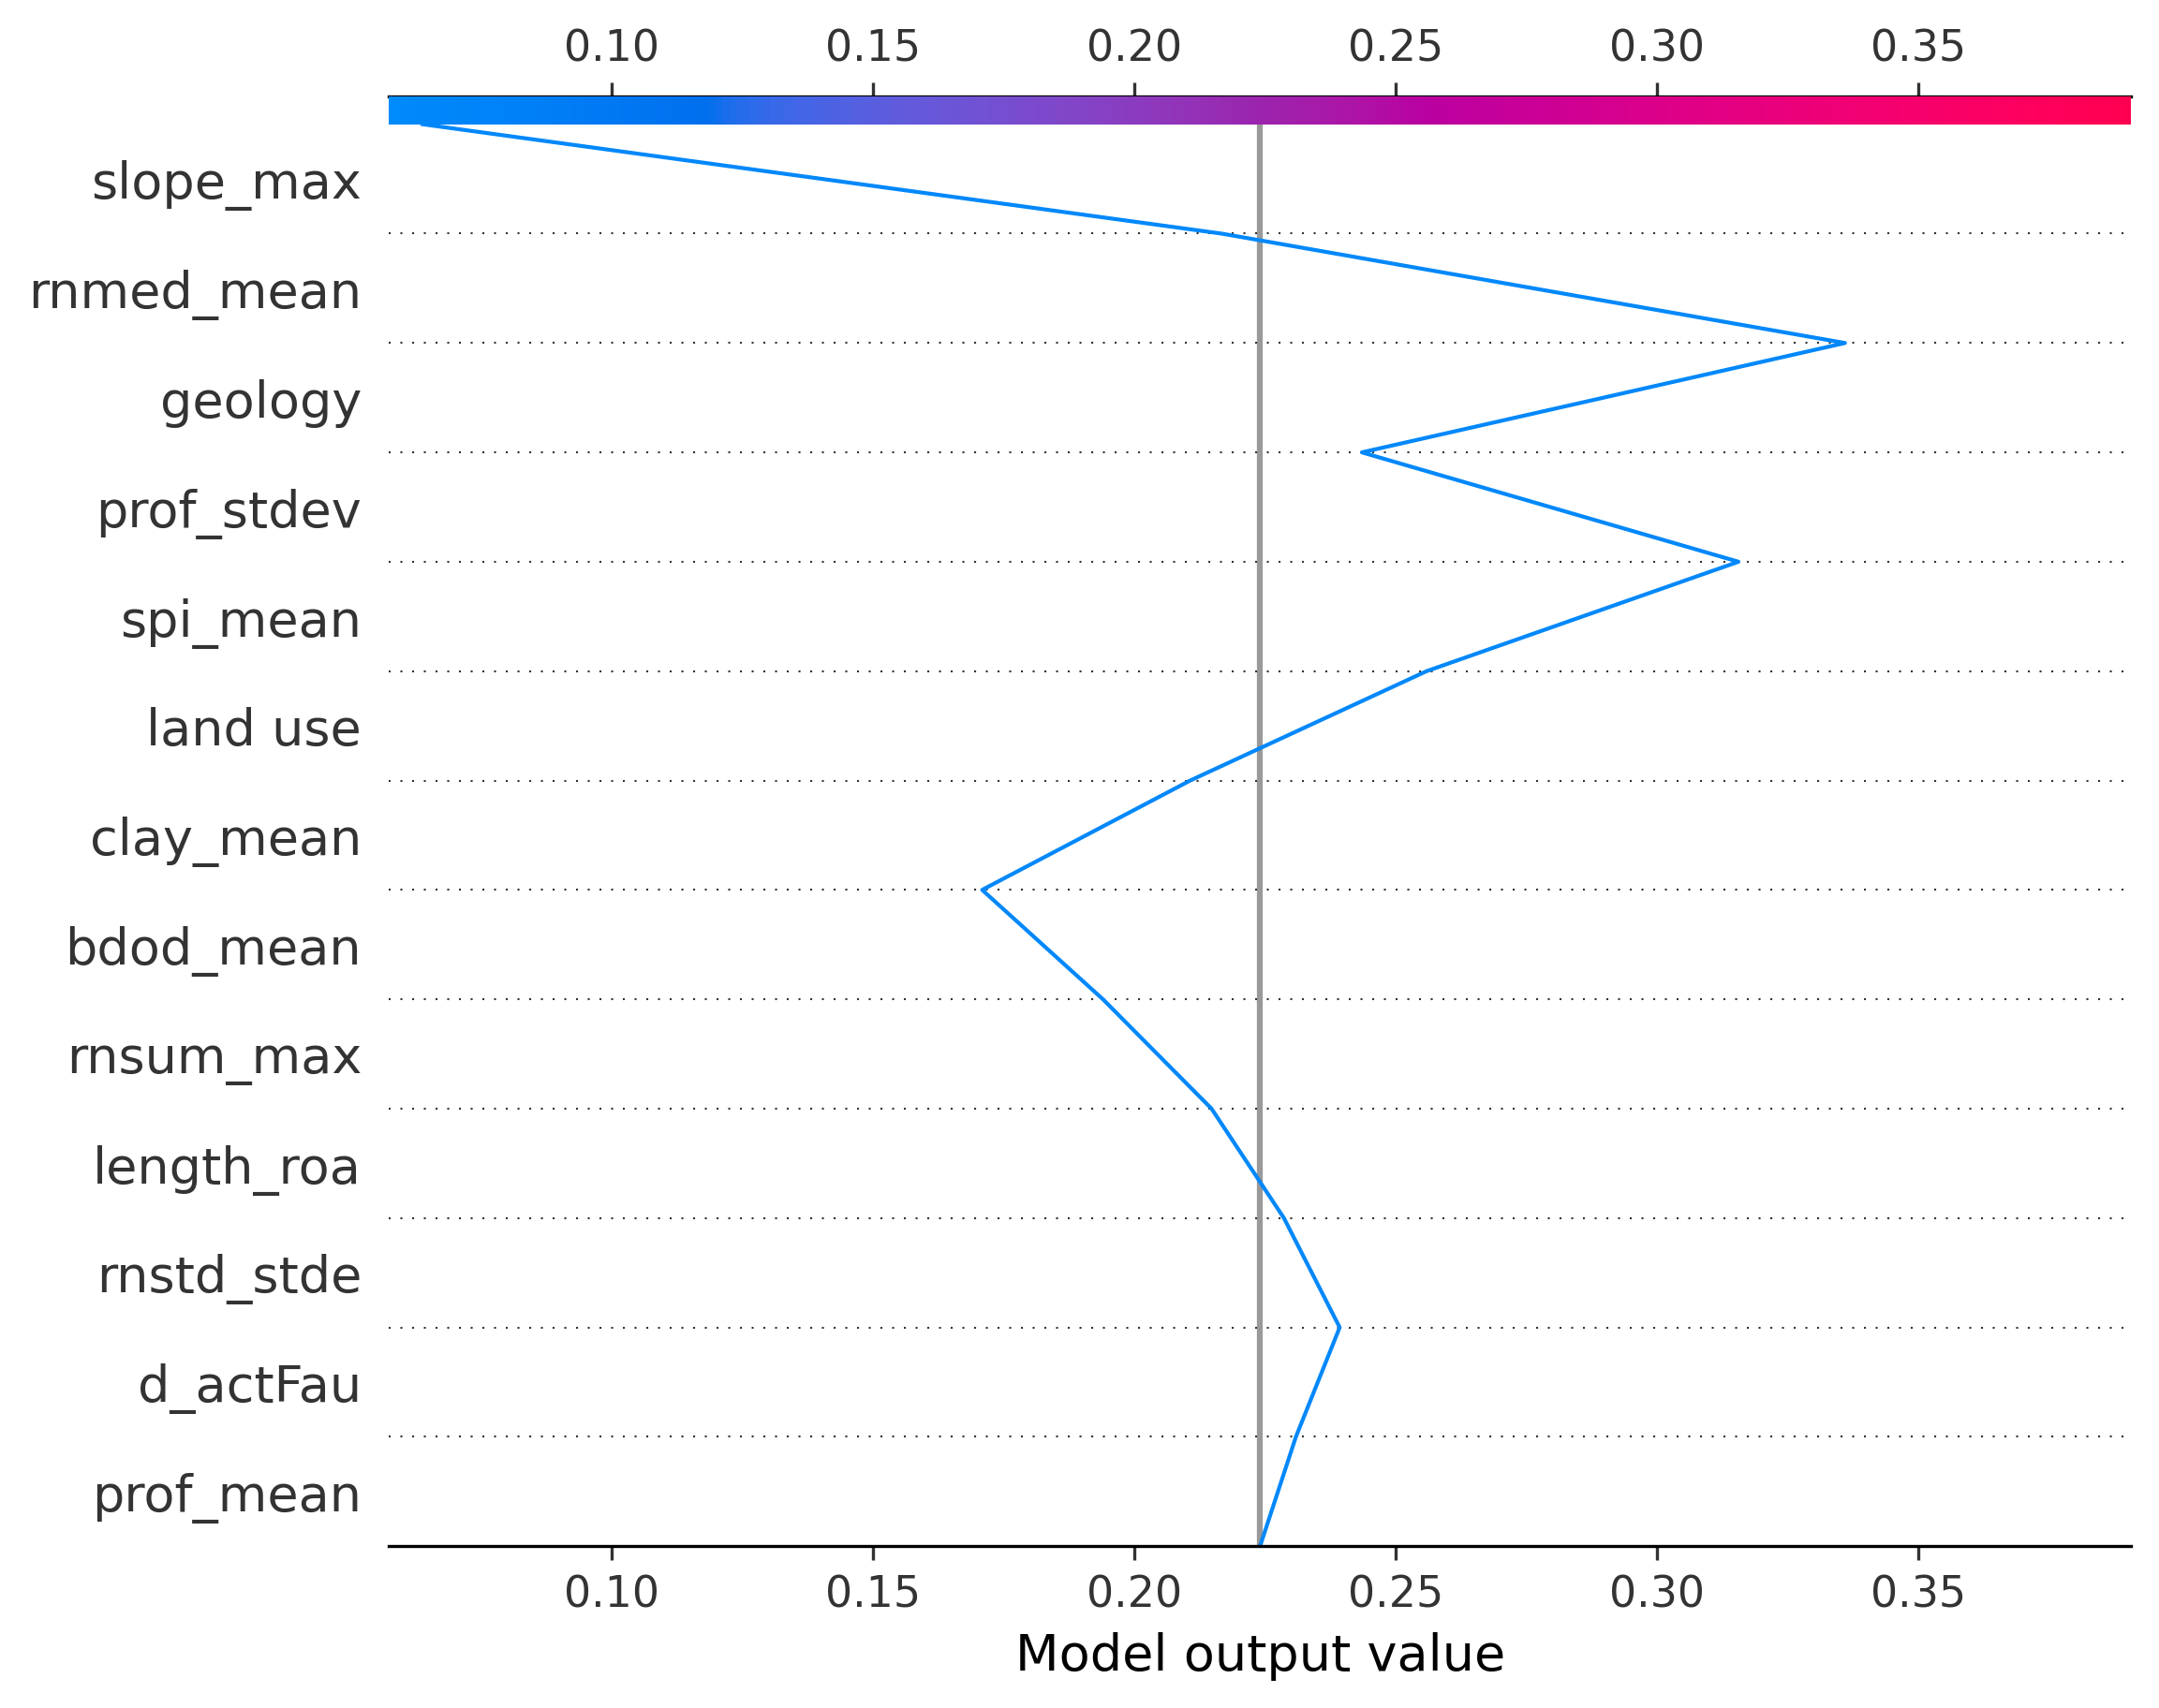 0.10 0.15 0.20 0.25 0.30 0.35
slope_max
rnmed_mean
geology
prof_stdev
spi_mean
land use
clay_mean
bdod_mean
rnsum_max
length_roa
rnstd_stde
d_actFau
prof_mean
0.10 0.15 0.20 0.25 0.30 0.35
Model output value